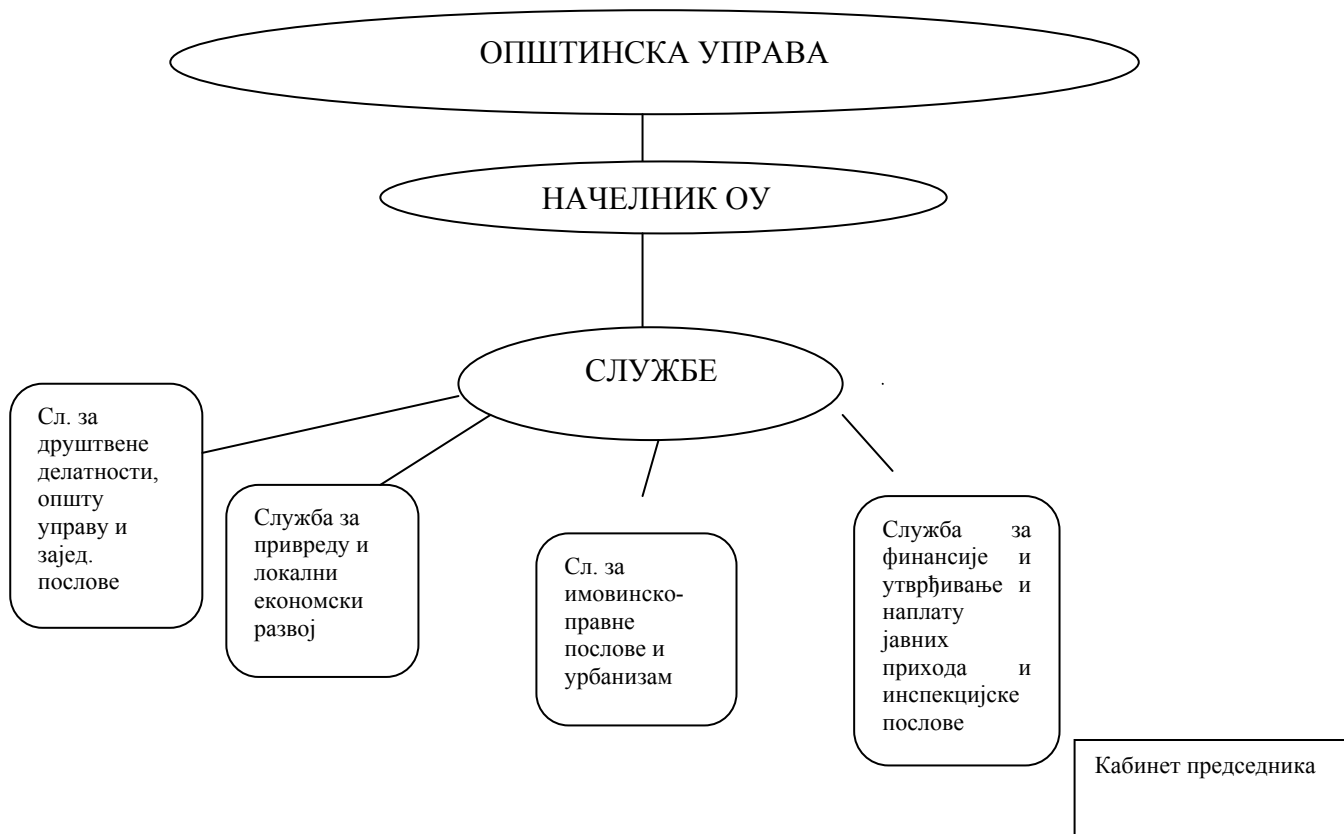 ОПШТИНСКА УПРАВА
НАЧЕЛНИК ОУ
СЛУЖБЕ
Сл. за
друштвене
делатности,
општу
управу и
зајед.
послове
Служба за
привреду и
локални
економски
развој
Сл. за
имовинско-
правне
послове и
урбанизам
Служба за
финансије и
утврђивање и
наплату
јавних
прихода и
инспекцијске
послове
Кабинет председника